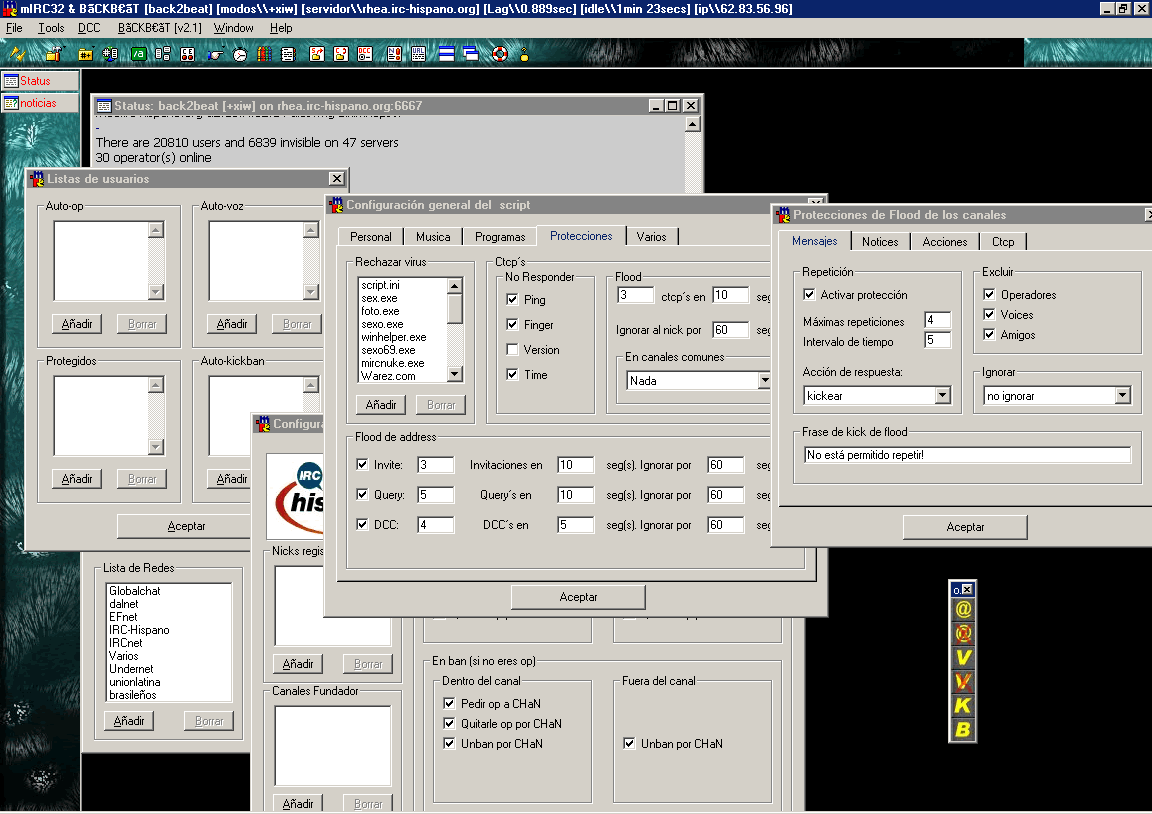 mIRC32 & BãCKB€ãT [back2beat] [modos\\+xiw] [servidor\\rhea.irc-hispano.org] [Lag\\0.889sec] [idle\\1min 23secs] [ip\\62.83.56.96]
File Tools DCC BãCKB€ãT [v2.1] Window Help
Status
noticias
Status: back2beat [+xiw] on rhea.irc-hispano.org:6667
-
There are 20810 users and 6839 invisible on 47 servers
30 operator(s) online
Listas de usuarios
Auto-op
Auto-voz
Añadir Borrar Añadir Borrar
Protegidos
Auto-kickban
Añadir Borrar Añadir
Aceptar
Configuración general del script
Personal Musica Programas Protecciones Varios
Rechazar virus
script.ini
sex.exe
foto.exe
sexo.exe
winhelper.exe
sexo69.exe
mircnuke.exe
Warez.com
Añadir Borrar
Ctcp´s
No Responder
Ping
Finger
Version
Time
Flood
3 ctcp´s en 10 seg
Ignorar al nick por 60 seg
En canales comunes
Nada
Flood de address
Invite: 3 Invitaciones en 10 seg(s). Ignorar por 60 seg
Query: 5 Query´s en 10 seg(s). Ignorar por 60 seg
DCC: 4 DCC´s en 5 seg(s). Ignorar por 60 seg
Aceptar
Protecciones de Flood de los canales
Mensajes Notices Acciones Ctcp
Repetición
Activar protección
Máximas repeticiones 4
Intervalo de tiempo 5
Acción de respuesta:
kickear
Excluir
Operadores
Voices
Amigos
Ignorar
no ignorar
Frase de kick de flood
No está permitido repetir!
Aceptar
Lista de Redes
Globalchat
dalnet
EFnet
IRC-Hispano
IRCnet
Varios
Undernet
unionlatina
brasileños
Añadir Borrar
Configura
IRC
his
Nicks regis
Añadir Borrar
Canales Fundador
Añadir Borrar
En ban (si no eres op)
Dentro del canal
Pedir op a CHaN
Quitarle op por CHaN
Unban por CHaN
Fuera del canal
Unban por CHaN
o.
@
@
V
V
K
B